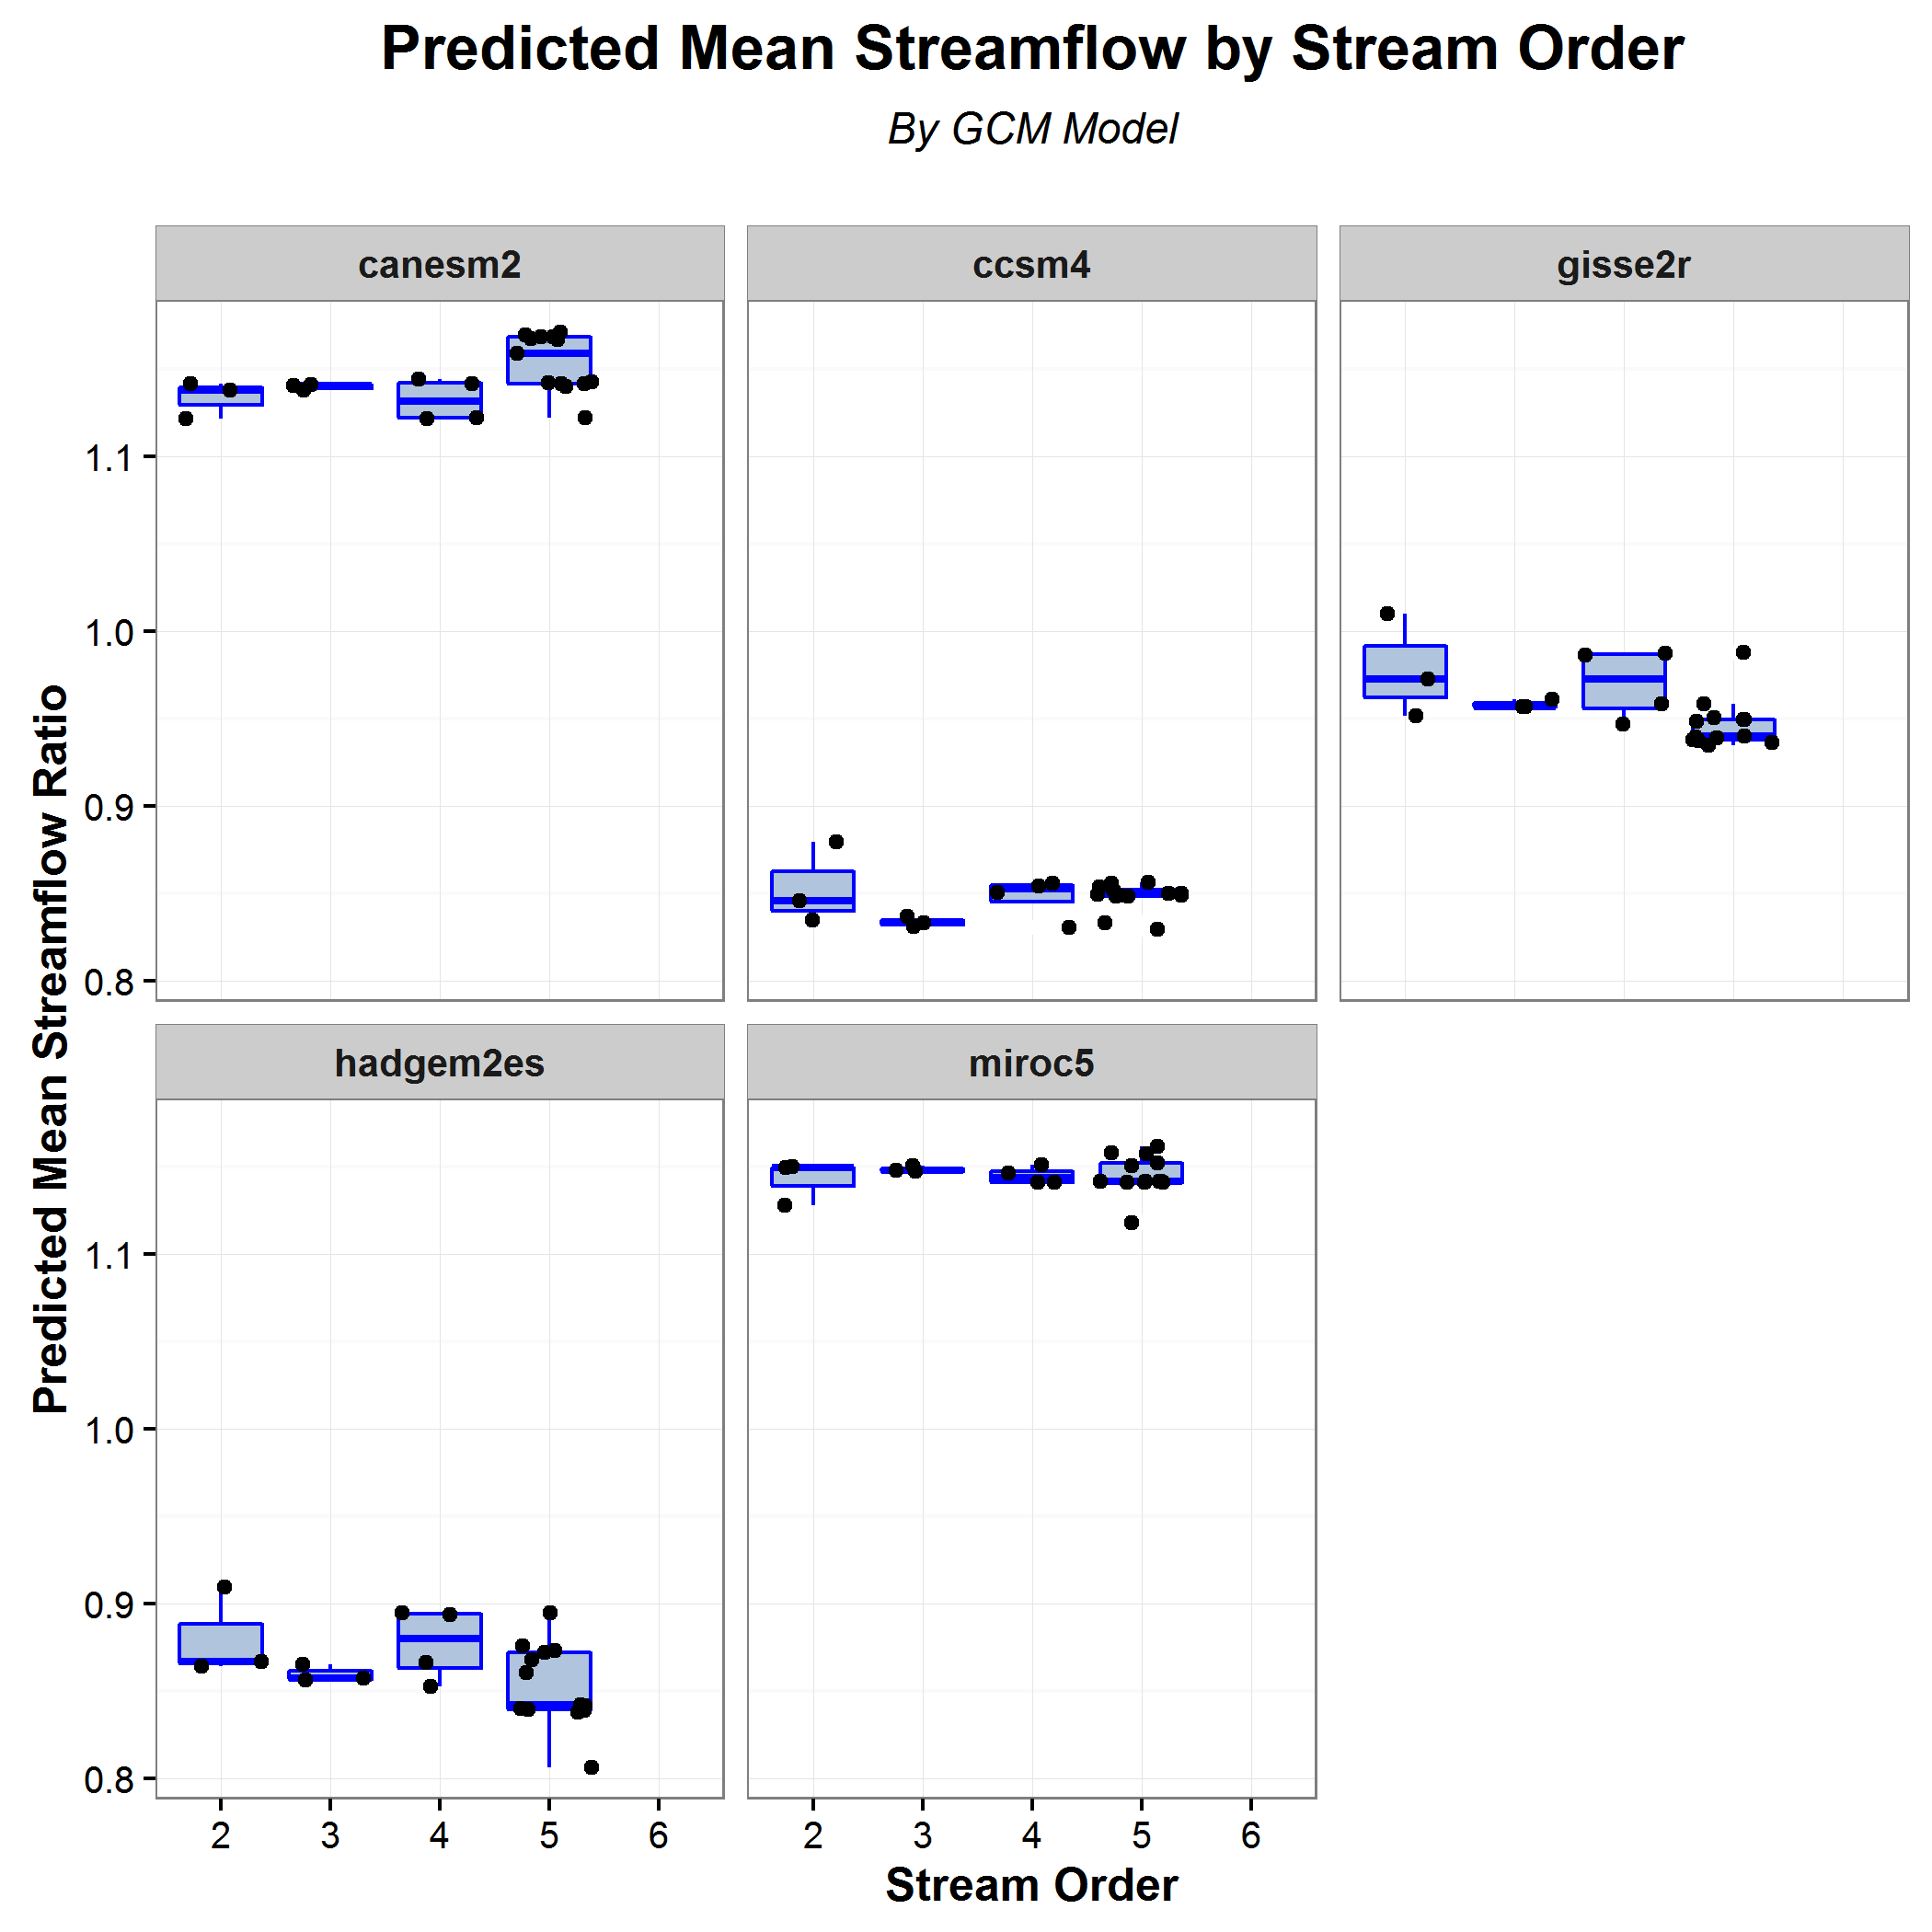 Predicted Mean Streamflow by Stream Order
By GCM Model
canesm2
ccsm4
gisse2r
1.1
1.0
0.9
0.8
Predicted Mean Streamflow Ratio
hadgem2es
miroc5
1.1
1.0
0.9
0.8
2 3 4 5 6
2 3 4 5 6
Stream Order